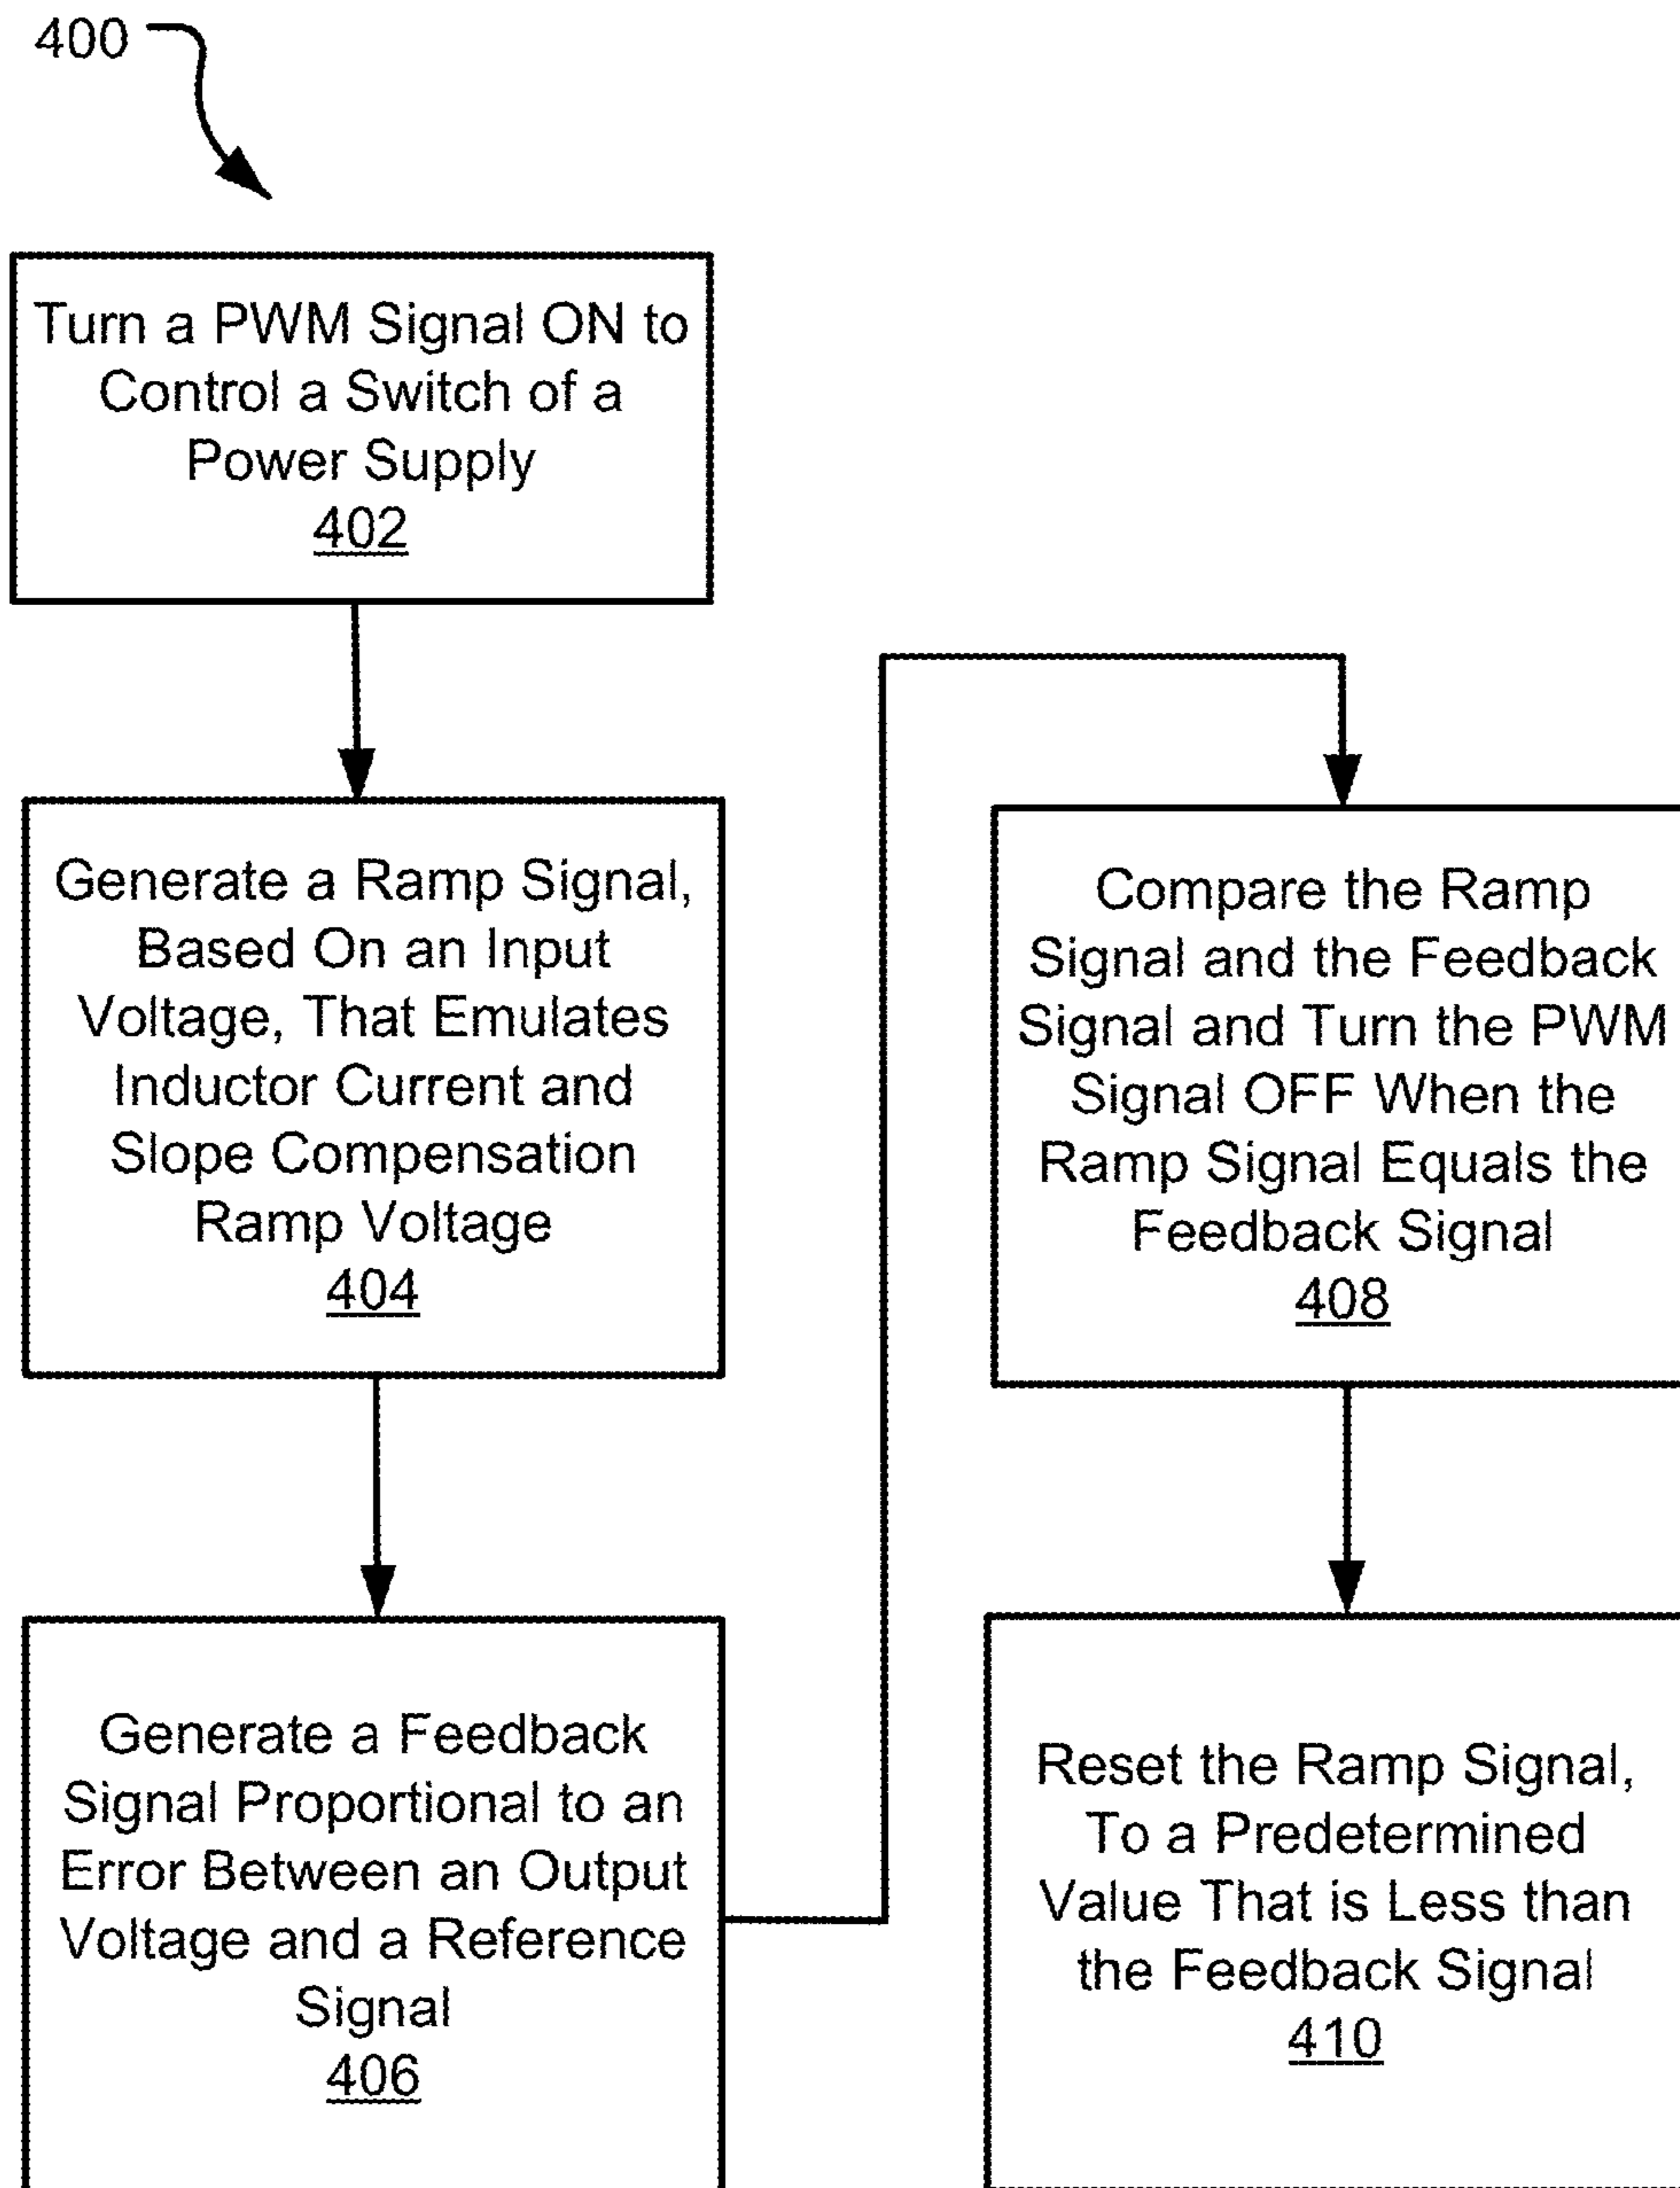 400
Turn a PWM Signal ON to
Control a Switch of a
Power Supply
402
Generate a Ramp Signal,
Based On an Input
Voltage, That Emulates
Inductor Current and
Slope Compensation
Ramp Voltage
404
Generate a Feedback
Signal Proportional to an
Error Between an Output
Voltage and a Reference
Signal
406
Compare the Ramp
Signal and the Feedback
Signal and Turn the PWM
Signal OFF When the
Ramp Signal Equals the
Feedback Signal
408
Reset the Ramp Signal,
To a Predetermined
Value That is Less than
the Feedback Signal
410